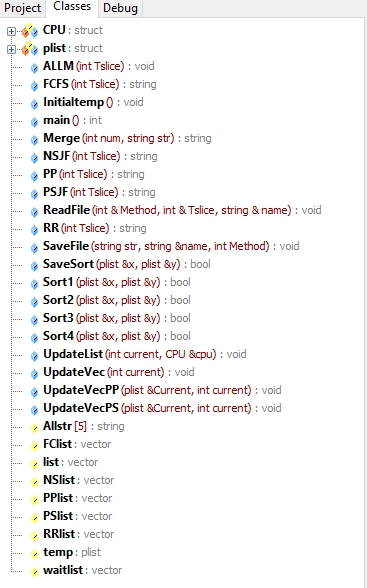 Project Classes Debug
CPU : struct
plist : struct
ALLM (int Tslice) : void
FCFS (int Tslice) : string
Initialtemp () : void
main () : int
Merge (int num, string str) : string
NSJF (int Tslice) : string
PP (int Tslice) : string
PSJF (int Tslice) : string
ReadFile (int & Method, int & Tslice, string & name) : void
RR (int Tslice) : string
SaveFile (string str, string &name, int Method) : void
SaveSort (plist &x, plist &y) : bool
Sort1 (plist &x, plist &y) : bool
Sort2 (plist &x, plist &y) : bool
Sort3 (plist &x, plist &y) : bool
Sort4 (plist &x, plist &y) : bool
UpdateList (int current, CPU &cpu) : void
UpdateVec (int current) : void
UpdateVecPP (plist &Current, int current) : void
UpdateVecPS (plist &Current, int current) : void
Allstr [5] : string
FClist : vector
list : vector
NSlist : vector
PPlist : vector
PSlist : vector
RRlist : vector
temp : plist
waitlist : vector